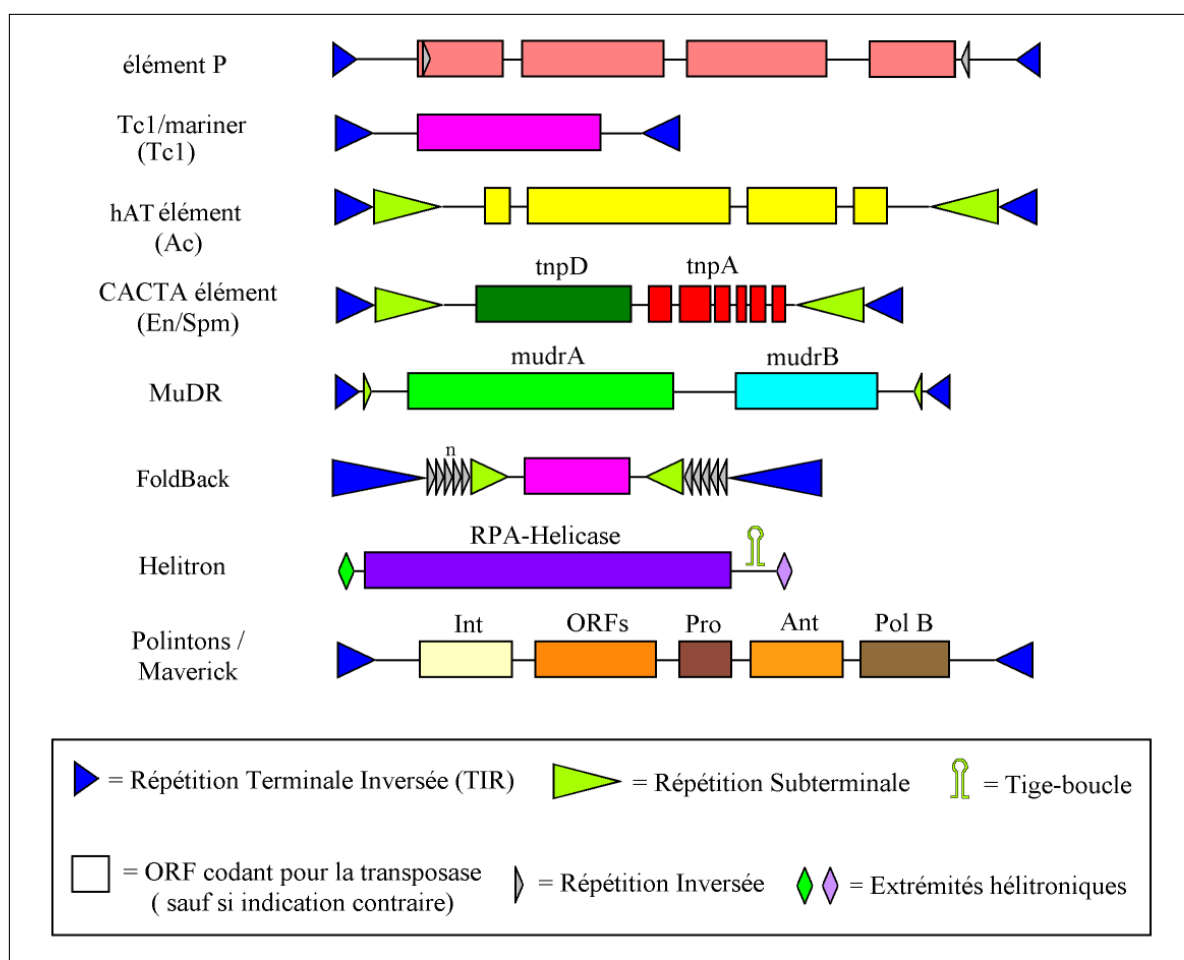 élément P
Tc1/mariner
(Tc1)
hAT élément
(Ac)
tnpD tnpA
CACTA élément
(En/Spm)
mudrA mudrB
MuDR
n
FoldBack
RPA-Helicase
Helitron
Int ORFs Pro Ant Pol B
Polintons /
Maverick
= Répétition Terminale Inversée (TIR) = Répétition Subterminale = Tige-boucle
= ORF codant pour la transposase
( sauf si indication contraire)
= Répétition Inversée = Extrémités hélitroniques